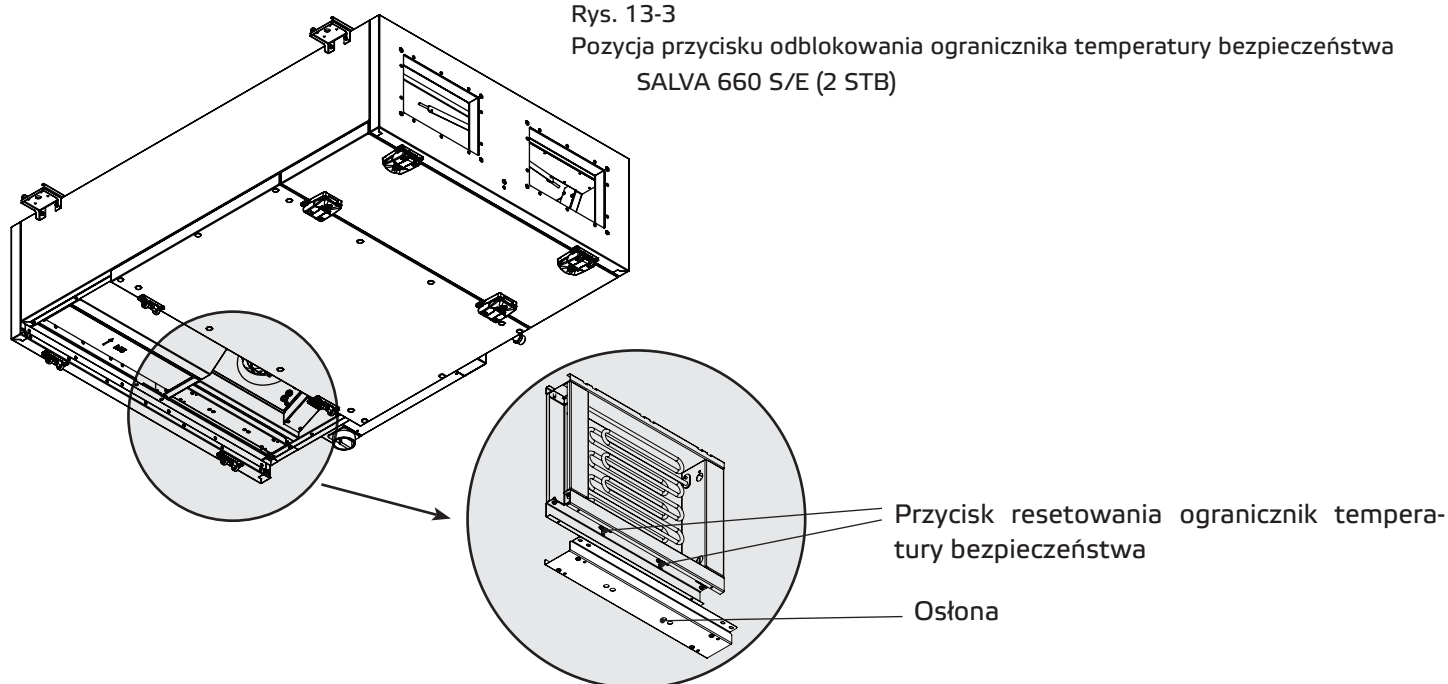 Rys. 13-3
Pozycja przycisku odblokowania ogranicznika temperatury bezpieczeństwa
SALVA 660 S/E (2 STB)
Przycisk resetowania ogranicznik tempera-
tury bezpieczeństwa
Osłona